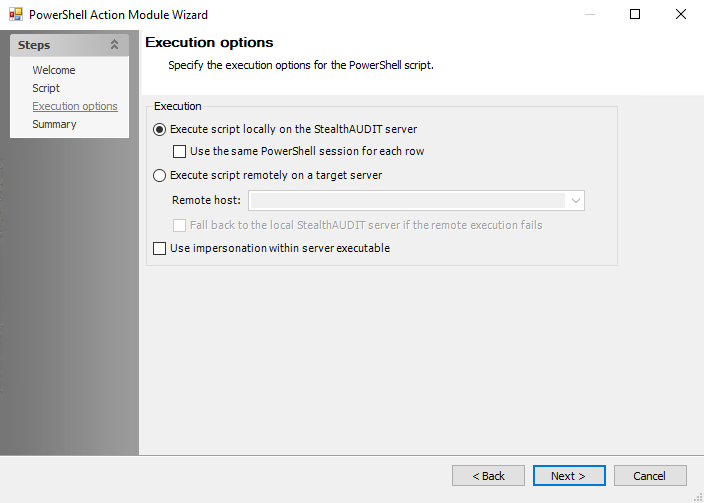 PowerShell Action Module Wizard
Steps
Welcome
Script
Execution options
Summary
Execution options
Specify the execution options for the PowerShell script.
Execution
Execute script locally on the StealthAUDIT server
Use the same PowerShell session for each row
Execute script remotely on a target server
Remote host:
Fall back to the local StealthAUDIT server if the remote execution fails
Use impersonation within server executable
< Back
Next >
Cancel